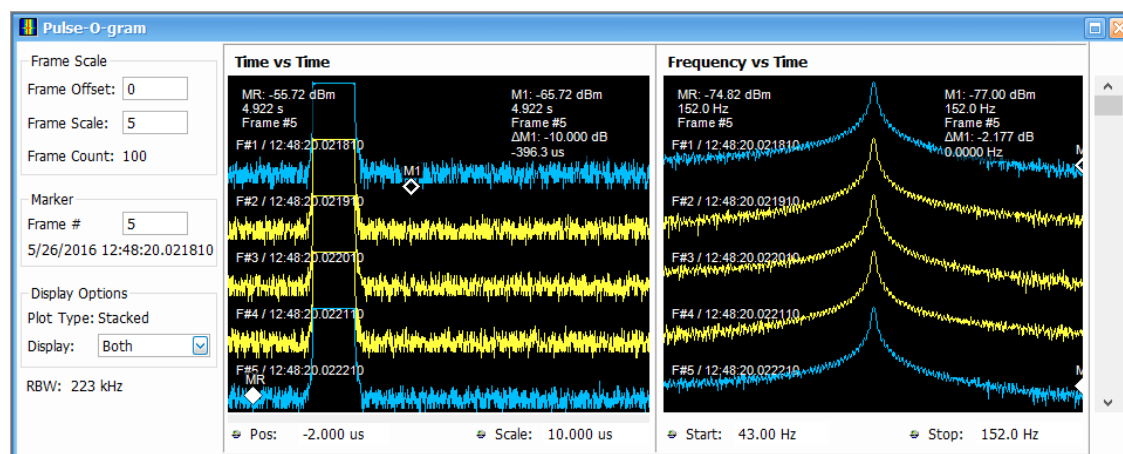 Pulse-O-gram
Frame Scale
Frame Offset: 0
Frame Scale: 5
Frame Count: 100
Marker
Frame # 5
5/26/2016 12:48:20.021810
Display Options
Plot Type: Stacked
Display: Both
RBW: 223 kHz
Time vs Time
MR: -55.72 dBm
4.922 s
Frame #5
M1: -65.72 dBm
4.922 s
Frame #5
ΔM1: -10.000 dB
-396.3 us
F#1 / 12:48:20.021810
M1
F#2 / 12:48:20.021910
F#3 / 12:48:20.022010
F#4 / 12:48:20.022110
F#5 / 12:48:20.022210
MR
Pos: -2.000 us
Scale: 10.000 us
Frequency vs Time
MR: -74.82 dBm
152.0 Hz
Frame #5
M1: -77.00 dBm
152.0 Hz
Frame #5
ΔM1: -2.177 dB
0.0000 Hz
F#1 / 12:48:20.021810
M
F#2 / 12:48:20.021910
F#3 / 12:48:20.022010
F#4 / 12:48:20.022110
F#5 / 12:48:20.022210
M
Start: 43.00 Hz
Stop: 152.0 Hz